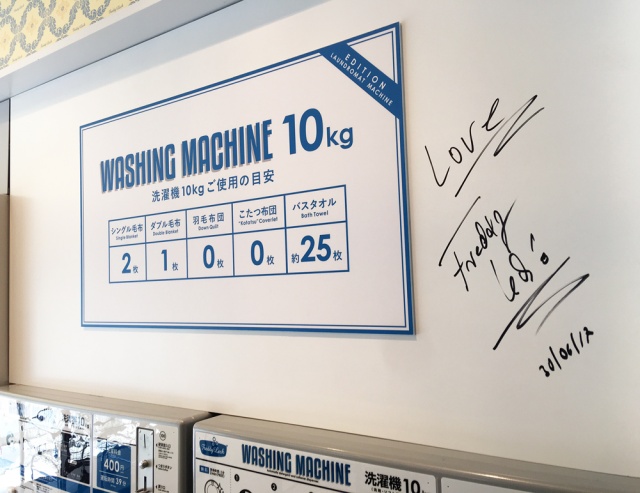 EDITION
LAUNDROMAT MACHINE
WASHING MACHINE 10kg
洗濯機10kgご使用の目安
シングル毛布 ダブル毛布 羽毛布団 こたつ布団 バスタオル
Single Blanket Double Blanket Down Quilt "Kotatsu" Coverlet Bath Towel
2枚 1枚 0枚 0枚 約25枚
Love
Freddy
Leck!
30/06/12
400円
WASHING MACHINE 洗濯機10